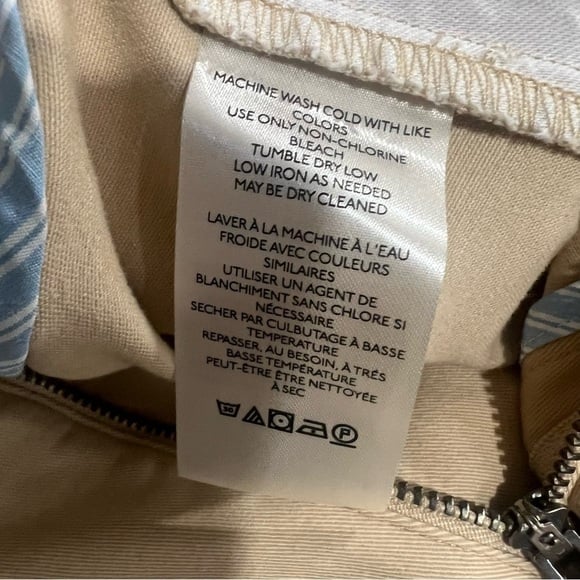 MACHINE WASH COLD WITH LIKE
COLORS
USE ONLY NON-CHLORINE
BLEACH
TUMBLE DRY LOW
LOW IRON AS NEEDED
MAY BE DRY CLEANED
LAVER À LA MACHINE À L'EAU
FROIDE AVEC COULEURS
SIMILAIRES
UTILISER UN AGENT DE
BLANCHIMENT SANS CHLORE SI
NÉCESSAIRE
SECHER PAR CULBUTAGE À BASSE
TEMPERATURE
REPASSER, AU BESOIN, À TRÈS
BASSE TEMPÉRATURE
PEUT-ÊTRE ÊTRE NETTOYÉE
À SEC
30 P